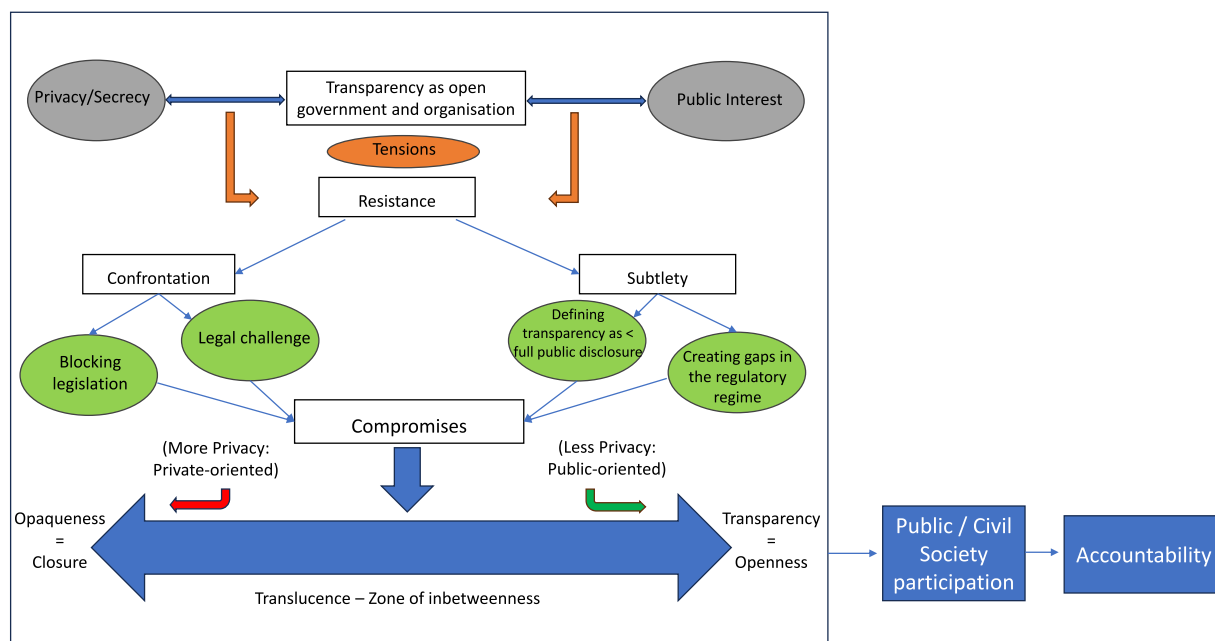 Privacy/Secrecy
Transparency as open
government and organisation
Public Interest
Tensions
Resistance
Confrontation
Subtlety
Blocking
legislation
Legal challenge
Defining
transparency as <
full public disclosure
Creating gaps in
the regulatory
regime
Compromises
(More Privacy:
Private-oriented)
(Less Privacy:
Public-oriented)
Opaqueness
=
Closure
Transparency
=
Openness
Translucence – Zone of inbetweenness
Public / Civil
Society
participation
Accountability